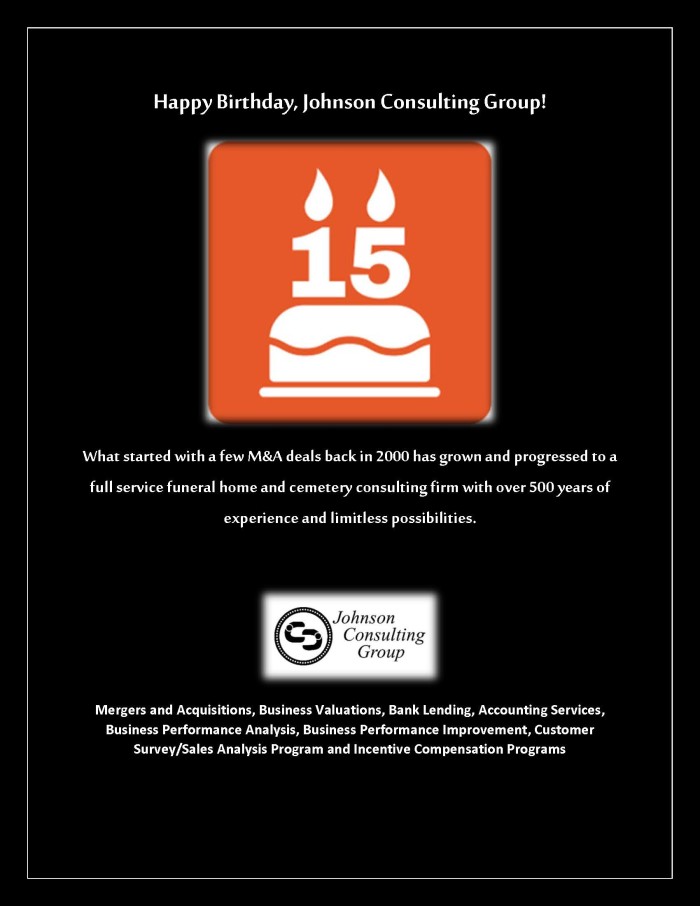 Happy Birthday, Johnson Consulting Group!
15
What started with a few M&A deals back in 2000 has grown and progressed to a
full service funeral home and cemetery consulting firm with over 500 years of
experience and limitless possibilities.
Johnson
Consulting
Group
Mergers and Acquisitions, Business Valuations, Bank Lending, Accounting Services,
Business Performance Analysis, Business Performance Improvement, Customer
Survey/Sales Analysis Program and Incentive Compensation Programs